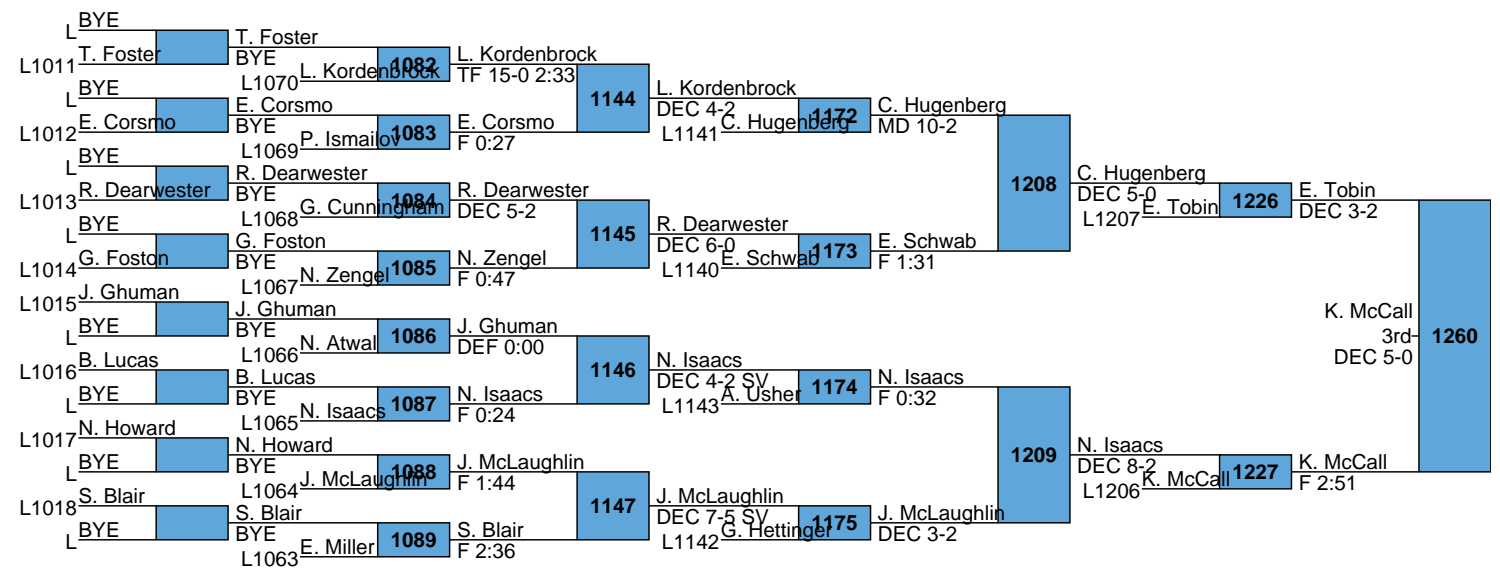 L BYE
L1011 T. Foster
T. Foster
BYE
L1070 L. Kordenbrock
1082
L. Kordenbrock
TF 15-0 2:33
L BYE
L1012 E. Corsmo
E. Corsmo
BYE
L1069 P. Ismailov
1083
E. Corsmo
F 0:27
1144
L. Kordenbrock
DEC 4-2
L1141 C. Hugenberg
1172
C. Hugenberg
MD 10-2
L BYE
L1013 R. Dearwester
R. Dearwester
BYE
L1068 G. Cunningham
1084
R. Dearwester
DEC 5-2
L BYE
L1014 G. Foston
G. Foston
BYE
L1067 N. Zengel
1085
N. Zengel
F 0:47
1145
R. Dearwester
DEC 6-0
L1140 E. Schwab
1173
E. Schwab
F 1:31
1208
C. Hugenberg
DEC 5-0
L1207 E. Tobin
1226
E. Tobin
DEC 3-2
L1015 J. Ghuman
L BYE
J. Ghuman
BYE
L1066 N. Atwal
1086
J. Ghuman
DEF 0:00
L1016 B. Lucas
L BYE
B. Lucas
BYE
L1065 N. Isaacs
1087
N. Isaacs
F 0:24
1146
N. Isaacs
DEC 4-2 SV
L1143 A. Usher
1174
N. Isaacs
F 0:32
L1017 N. Howard
L BYE
N. Howard
BYE
L1064 J. McLaughlin
1088
J. McLaughlin
F 1:44
L1018 S. Blair
L BYE
S. Blair
BYE
L1063 E. Miller
1089
S. Blair
F 2:36
1147
J. McLaughlin
DEC 7-5 SV
L1142 G. Hettinger
1175
J. McLaughlin
DEC 3-2
1209
N. Isaacs
DEC 8-2
L1206 K. McCall
1227
K. McCall
F 2:51
K. McCall
3rd
DEC 5-0
1260